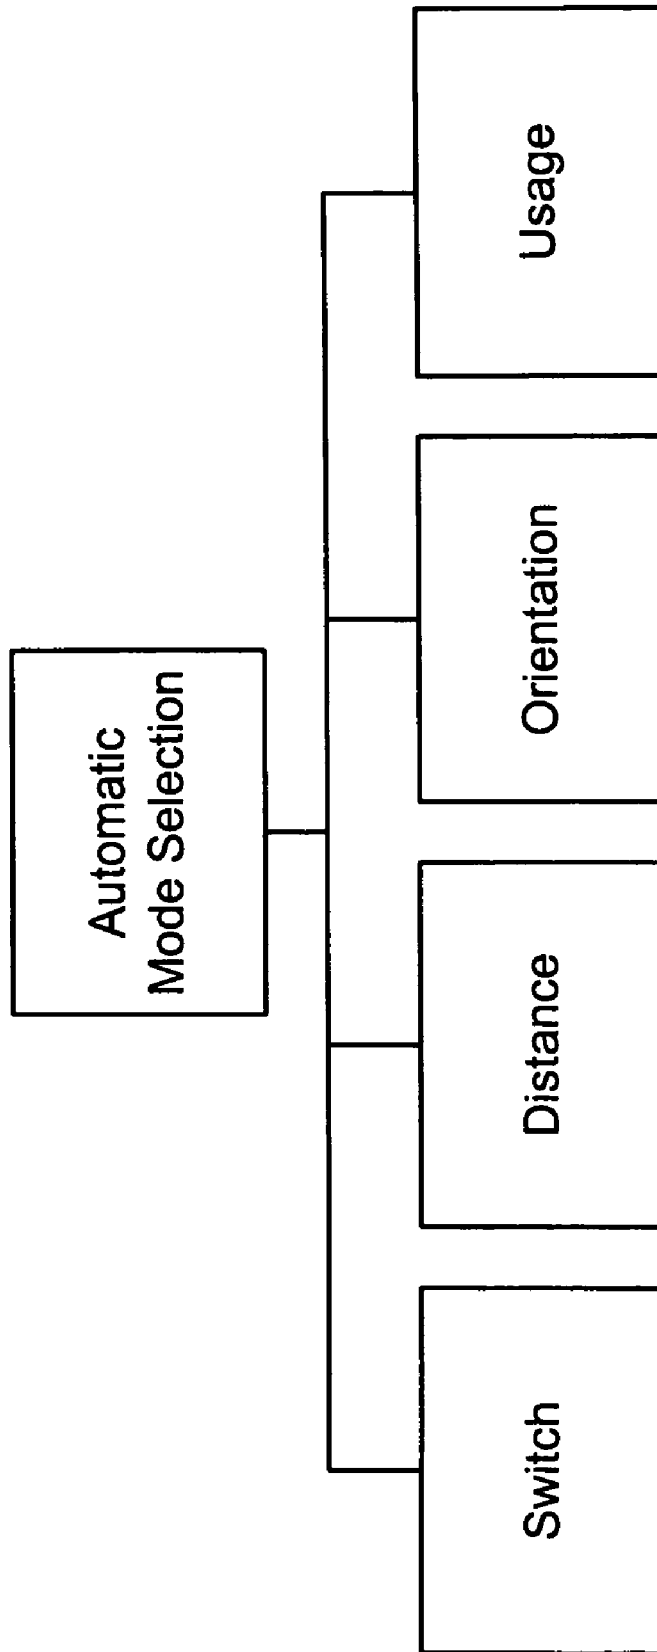 Automatic
Mode Selection
Switch
Distance
Orientation
Usage